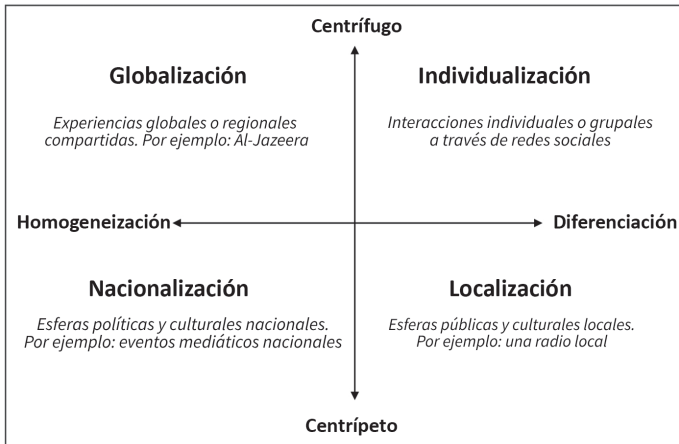 Centrífugo
Globalización
Experiencias globales o regionales
compartidas. Por ejemplo: Al-Jazeera
Individualización
Interacciones individuales o grupales
a través de redes sociales
Homogeneización
Diferenciación
Nacionalización
Esferas políticas y culturales nacionales.
Por ejemplo: eventos mediáticos nacionales
Localización
Esferas públicas y culturales locales.
Por ejemplo: una radio local
Centrípeto